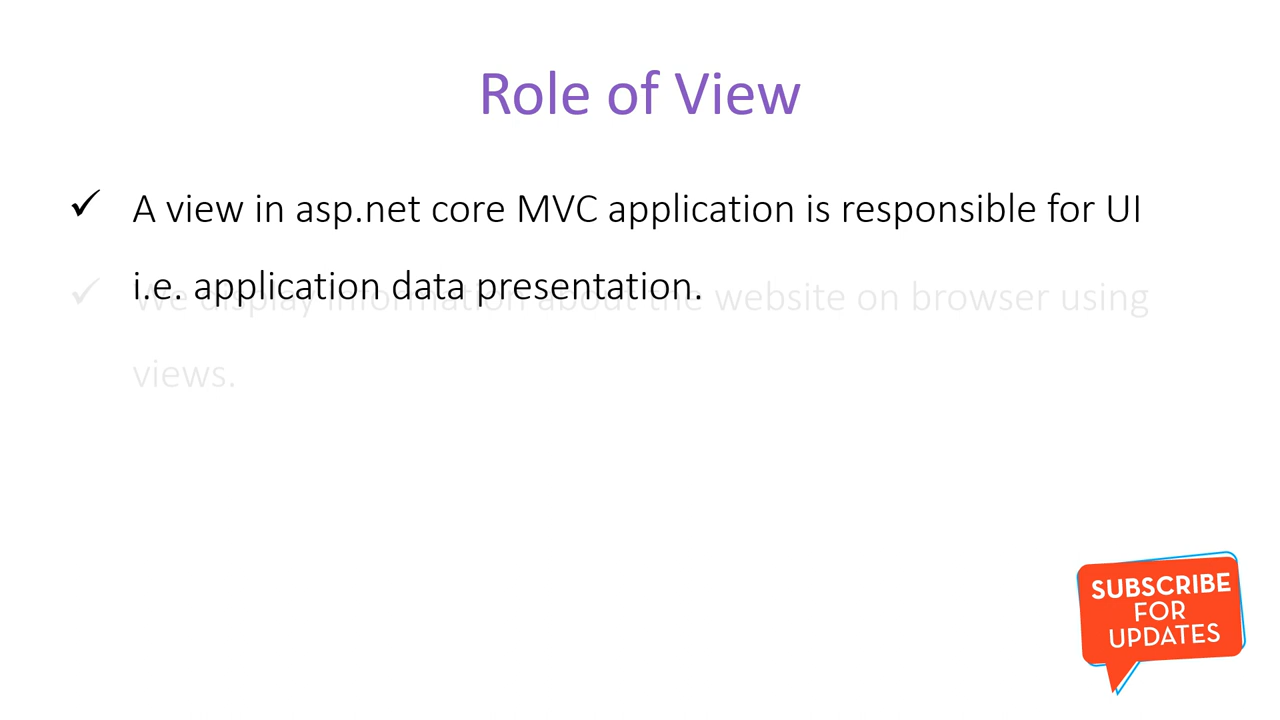 Role of View
✓ A view in asp.net core MVC application is responsible for UI
i.e. application data presentation.
✓ We display information about the website on browser using
views.
SUBSCRIBE
FOR
UPDATES